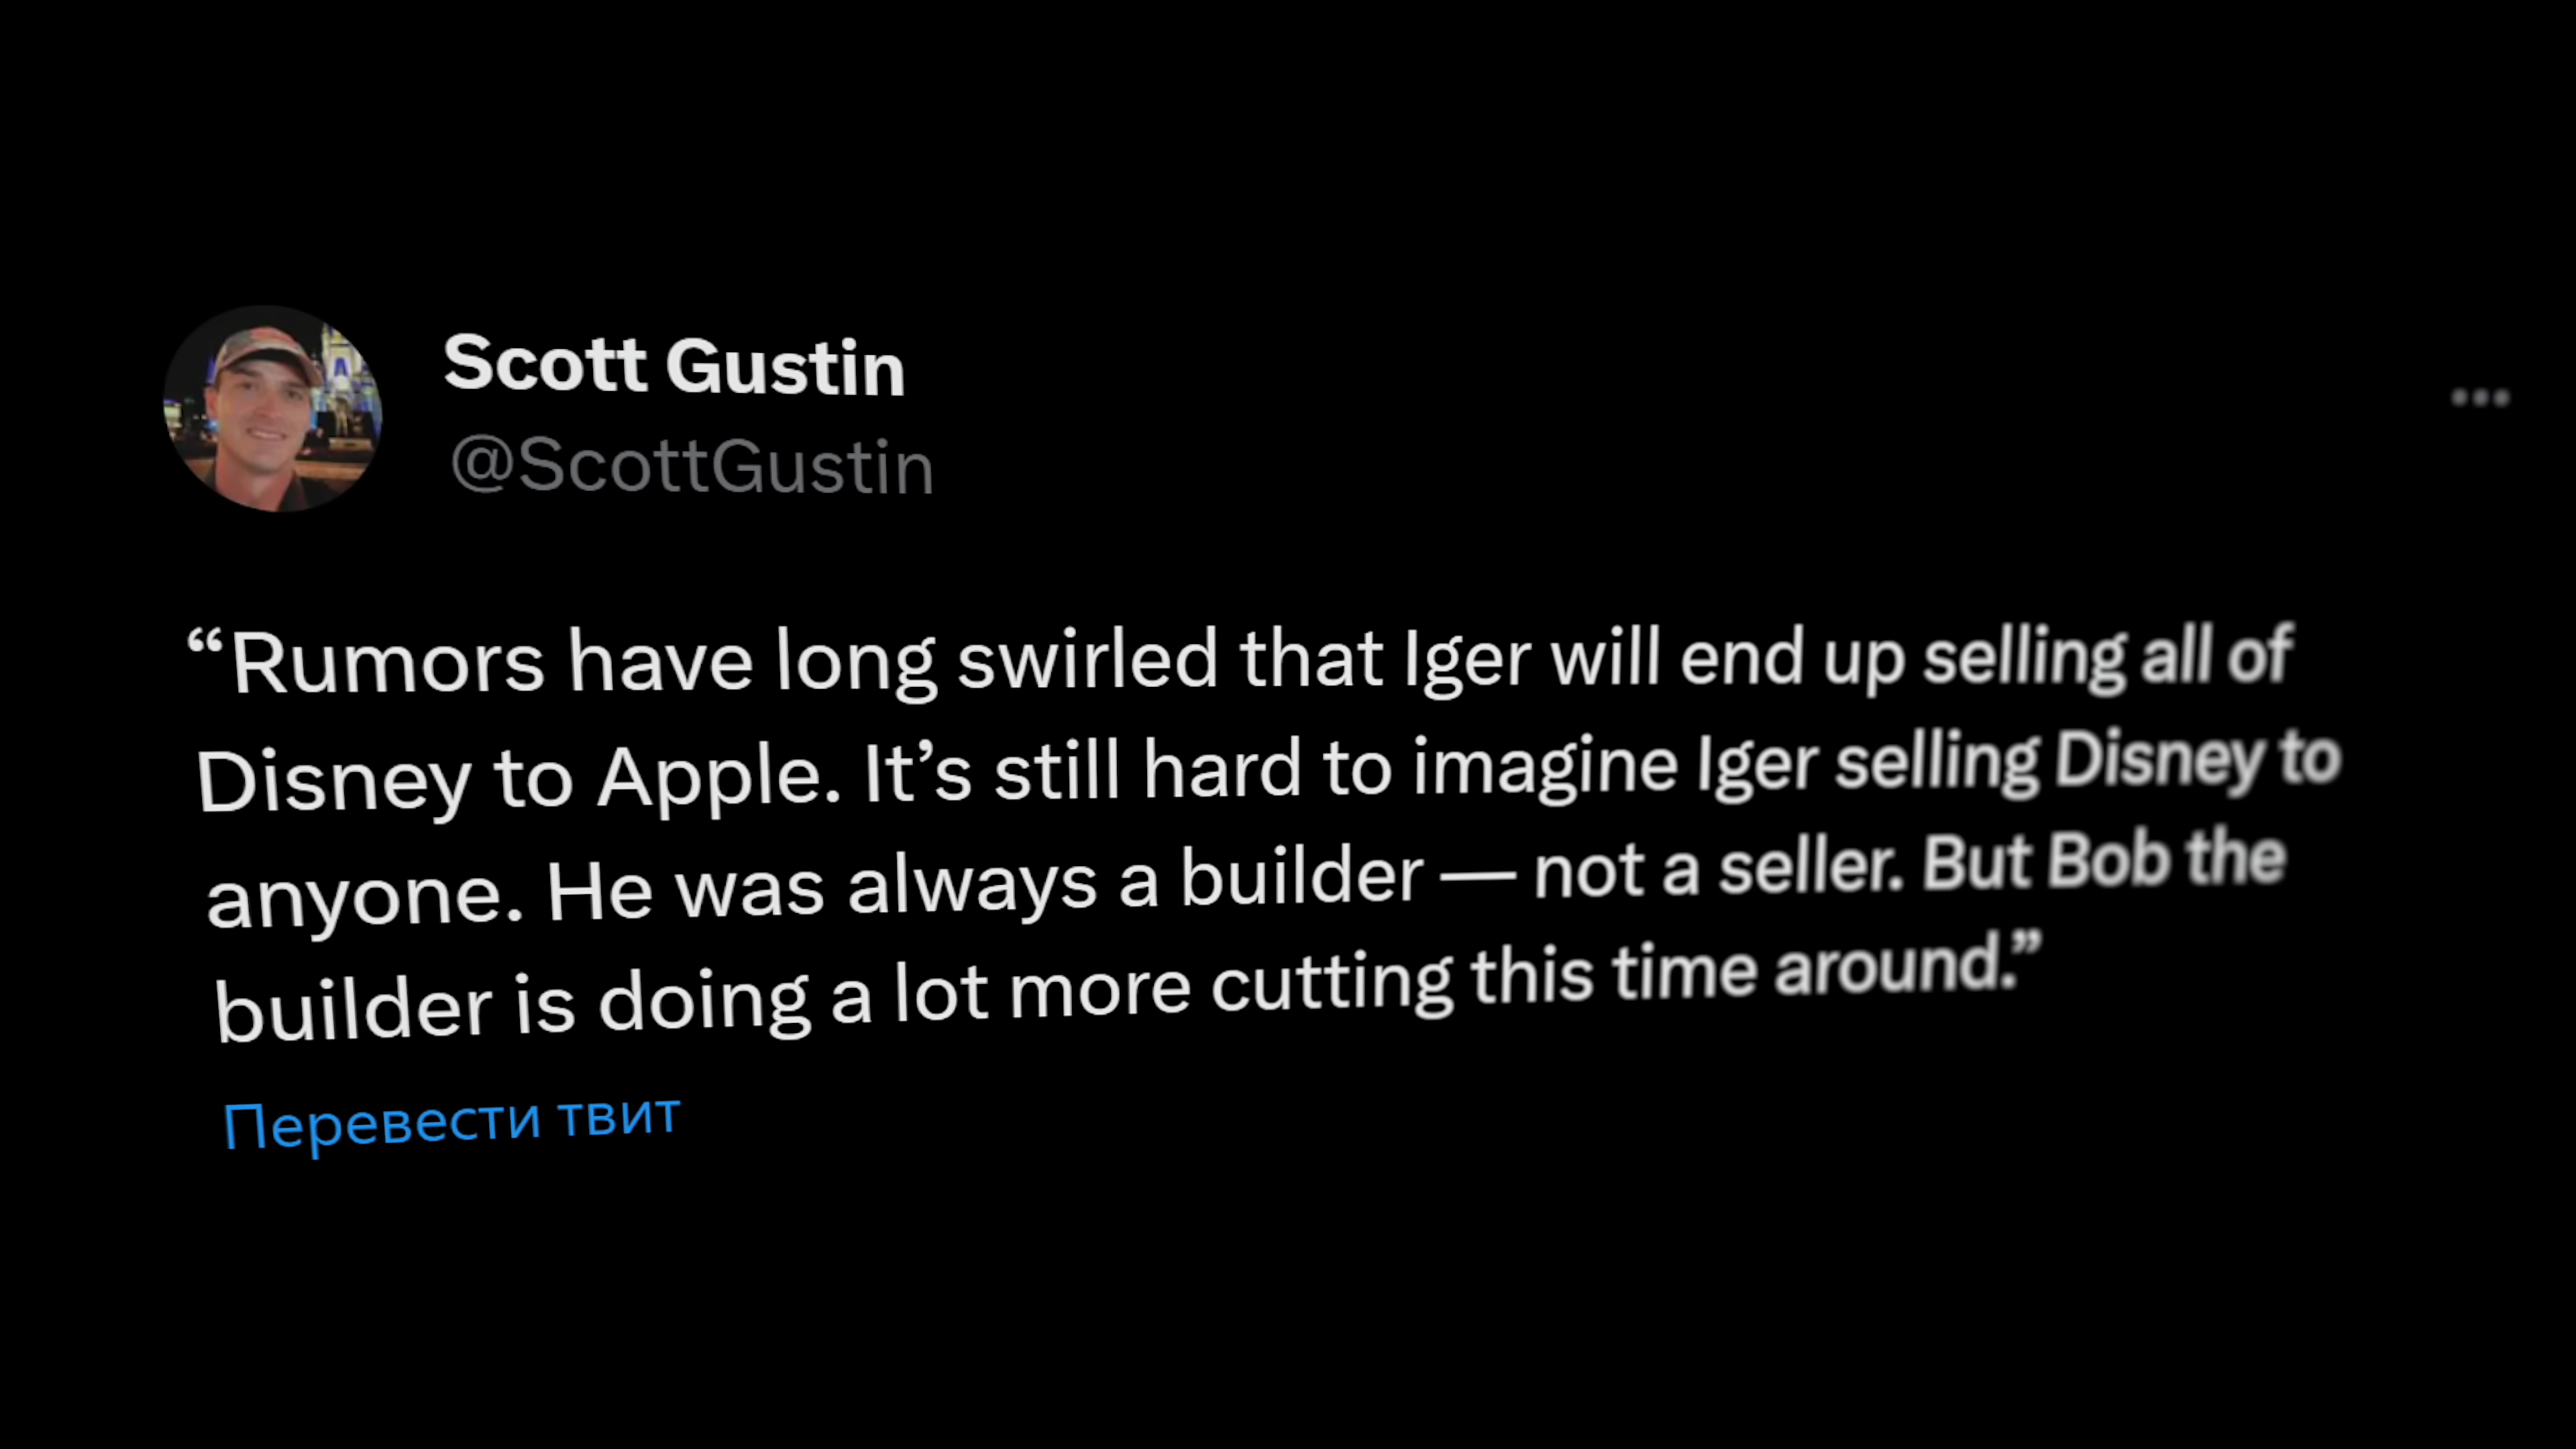 Scott Gustin
@ScottGustin
“Rumors have long swirled that Iger will end up selling all of
Disney to Apple. It’s still hard to imagine Iger selling Disney to
anyone. He was always a builder — not a seller. But Bob the
builder is doing a lot more cutting this time around.”
Перевести твит